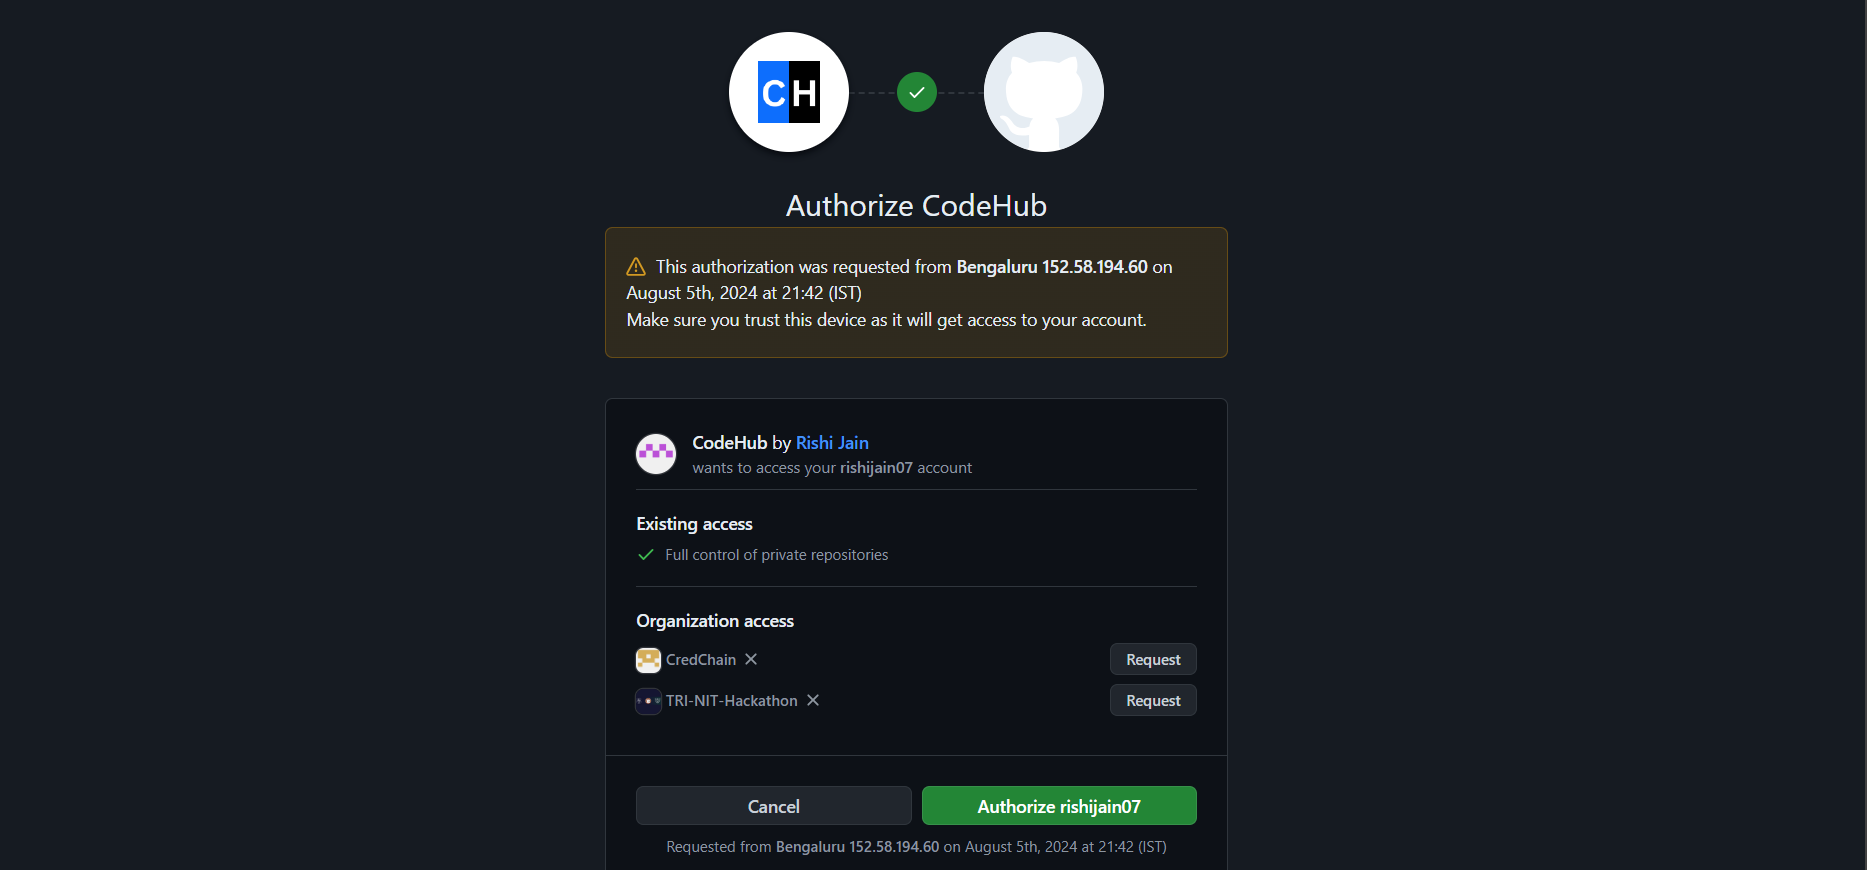 CH
Authorize CodeHub
This authorization was requested from Bengaluru 152.58.194.60 on
August 5th, 2024 at 21:42 (IST)
Make sure you trust this device as it will get access to your account.
CodeHub by Rishi Jain
wants to access your rishijain07 account
Existing access
Full control of private repositories
Organization access
CredChain Request
TRI-NIT-Hackathon Request
Cancel Authorize rishijain07
Requested from Bengaluru 152.58.194.60 on August 5th, 2024 at 21:42 (IST)